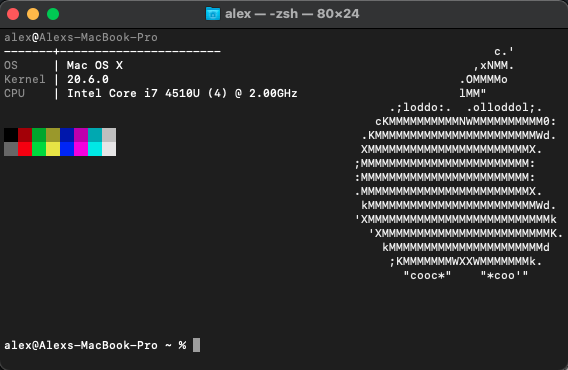 alex — -zsh — 80×24
alex@Alexs-MacBook-Pro
-------+-----------------------                                       c.'
OS     | Mac OS X                                                  ,xNMM.
Kernel | 20.6.0                                                  .OMMMMo
CPU    | Intel Core i7 4510U (4) @ 2.00GHz                       lMM"
                                                       .;loddo:.  .olloddol;.
                                                     cKMMMMMMMMMMNWMMMMMMMMMM0:
                                                   .KMMMMMMMMMMMMMMMMMMMMMMMWd.
                                                   XMMMMMMMMMMMMMMMMMMMMMMMX.
                                                  ;MMMMMMMMMMMMMMMMMMMMMMMM:
                                                  :MMMMMMMMMMMMMMMMMMMMMMMM:
                                                  .MMMMMMMMMMMMMMMMMMMMMMMMX.
                                                   kMMMMMMMMMMMMMMMMMMMMMMMMWd.
                                                  'XMMMMMMMMMMMMMMMMMMMMMMMMMMk
                                                    'XMMMMMMMMMMMMMMMMMMMMMMMMK.
                                                      kMMMMMMMMMMMMMMMMMMMMMMd
                                                       ;KMMMMMMMWXXWMMMMMMMk.
                                                         "cooc*"    "*coo'"
alex@Alexs-MacBook-Pro ~ %